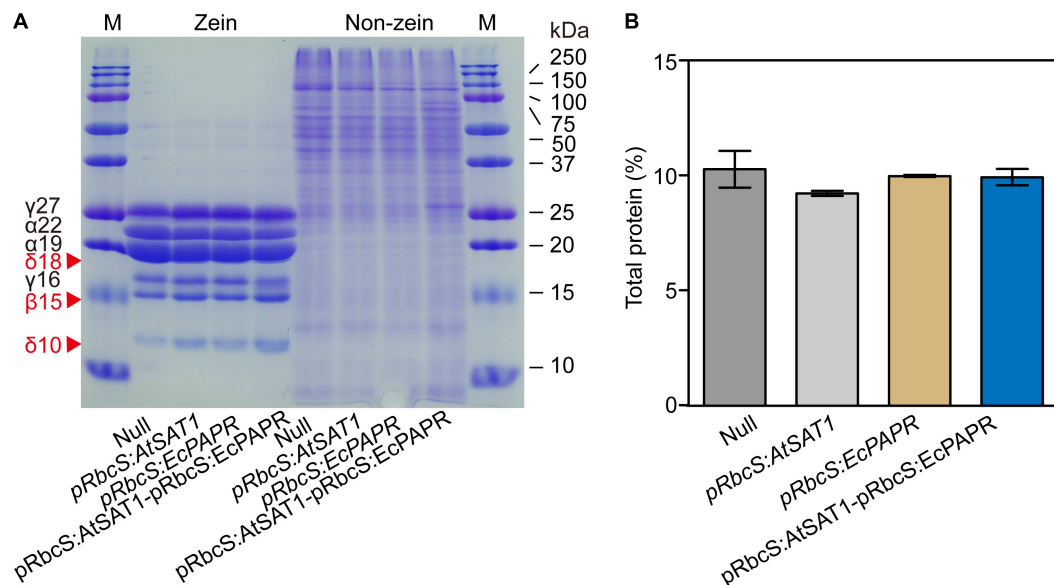 A
M
Zein
Non-zein
M
kDa
250
150
100
75
50
37
25
20
15
10
γ27
α22
α19
δ18
γ16
β15
δ10
Null
pRbcS:AtSAT1
pRbcS:EcPAPR
pRbcS:AtSAT1-pRbcS:EcPAPR
Null
pRbcS:AtSAT1
pRbcS:EcPAPR
pRbcS:AtSAT1-pRbcS:EcPAPR
B
Total protein (%)
15
10
5
0
Null
pRbcS:AtSAT1
pRbcS:EcPAPR
pRbcS:AtSAT1-pRbcS:EcPAPR